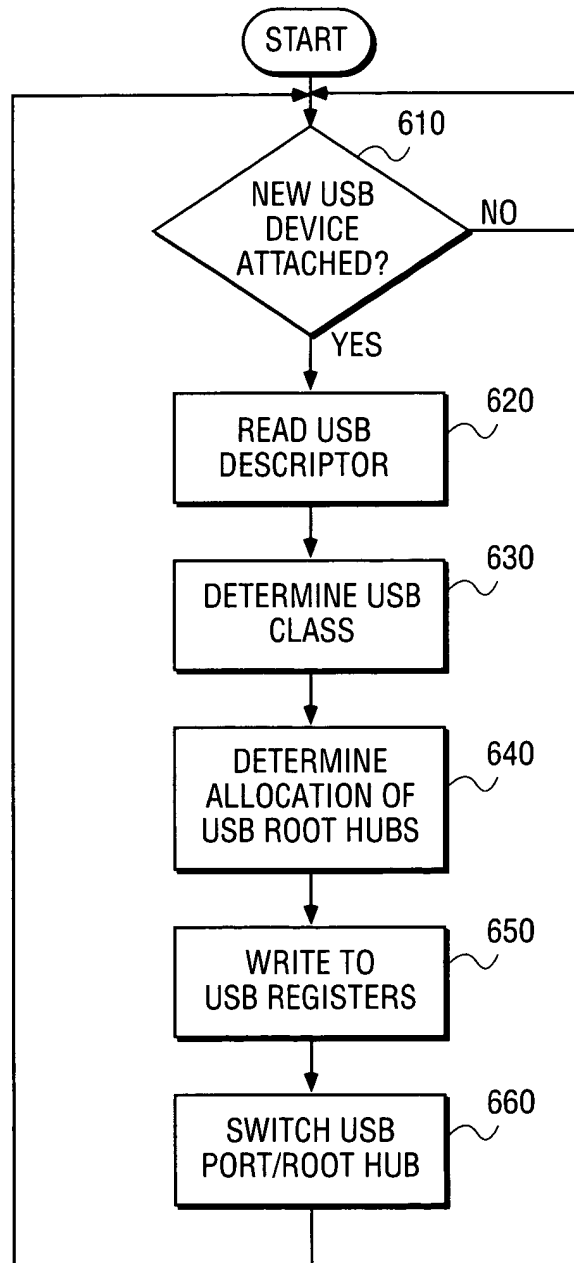 START
610
NEW USB
DEVICE
ATTACHED?
NO
YES
620
READ USB
DESCRIPTOR
630
DETERMINE USB
CLASS
640
DETERMINE
ALLOCATION OF
USB ROOT HUBS
650
WRITE TO
USB REGISTERS
660
SWITCH USB
PORT/ROOT HUB